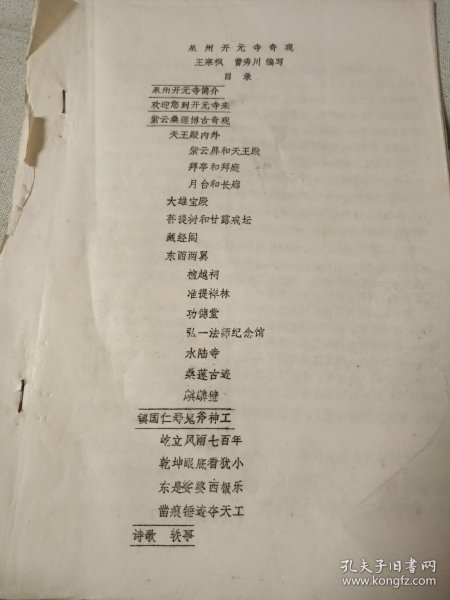 泉州开元寺奇观
王寒枫 曾秀川 编写
目录
泉州开元寺简介
欢迎您到开元寺来
紫云桑莲博古奇观
天王殿内外
紫云屏和天王殿
拜亭和拜庭
月台和长廊
大雄宝殿
菩提树和甘露戒坛
藏经阁
东西两翼
檀越祠
准提禅林
功德堂
弘一法师纪念馆
水陆寺
桑莲古迹
麒麟壁
镇国仁寿鬼斧神工
屹立风雨七百年
乾坤眼底看犹小
东是娑婆西极乐
凿痕锤迹夺天工
诗歌 轶事
孔夫子旧书网
www.kongfz.com